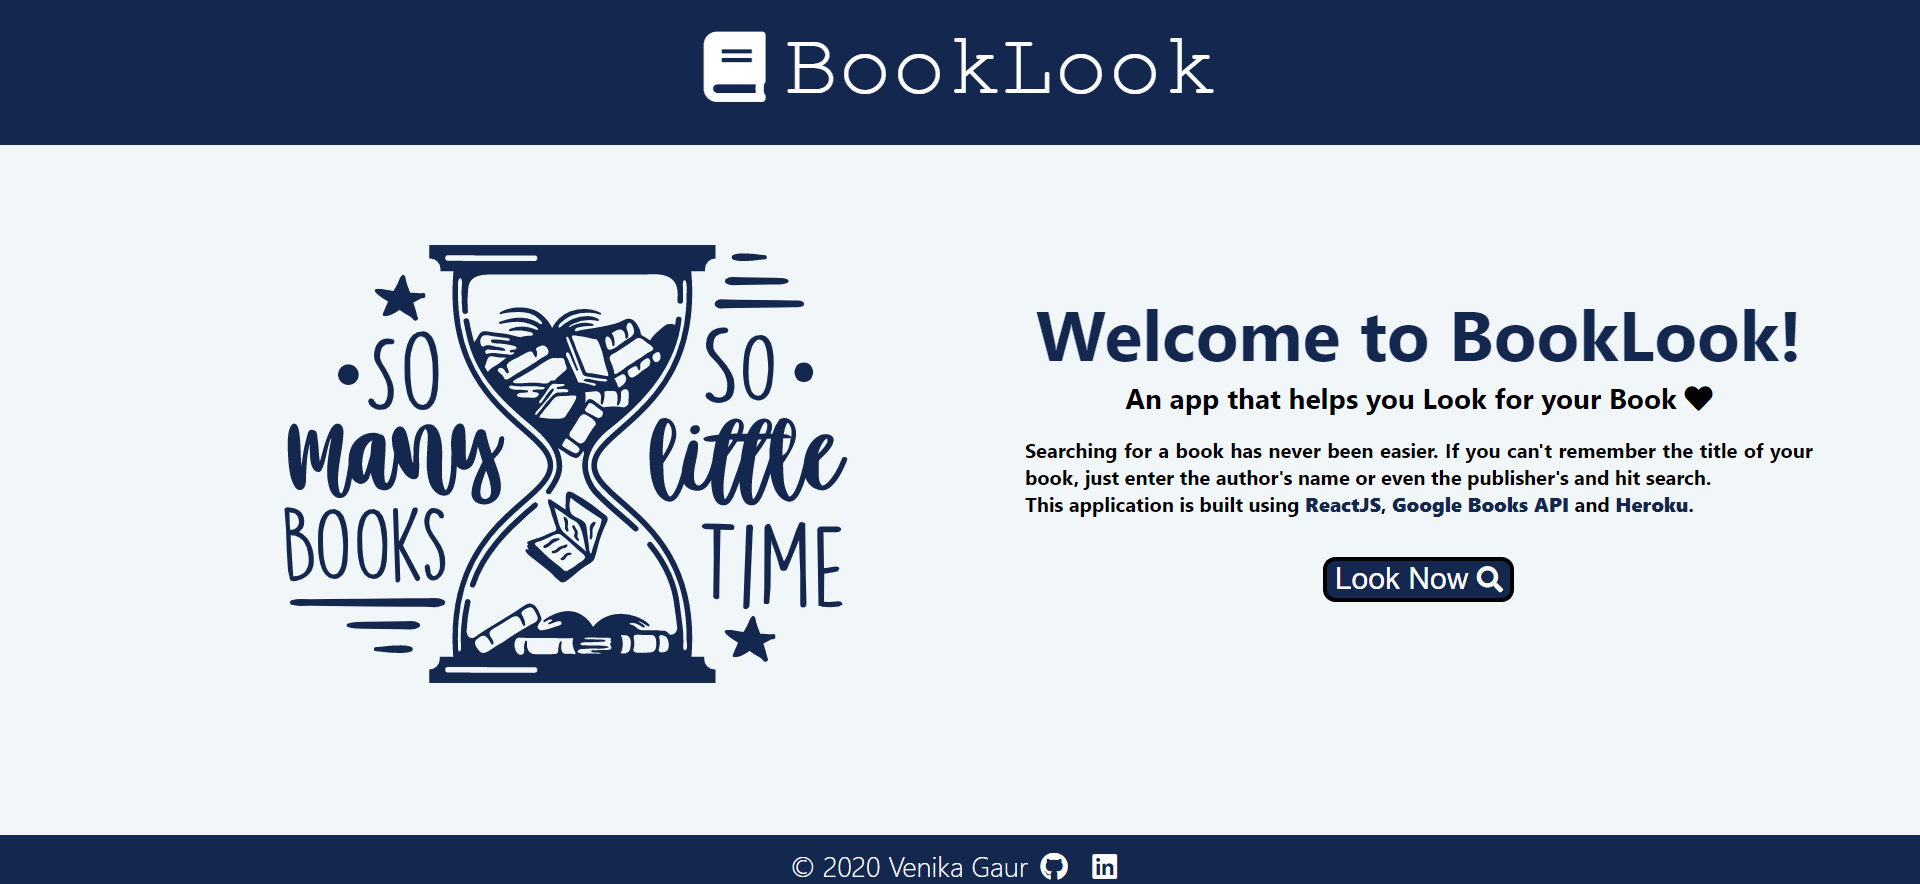 BookLook
SO
many
BOOKS
SO
little
TIME
Welcome to BookLook!
An app that helps you Look for your Book
Searching for a book has never been easier. If you can't remember the title of your
book, just enter the author's name or even the publisher's and hit search.
This application is built using ReactJS, Google Books API and Heroku.
Look Now
© 2020 Venika Gaur